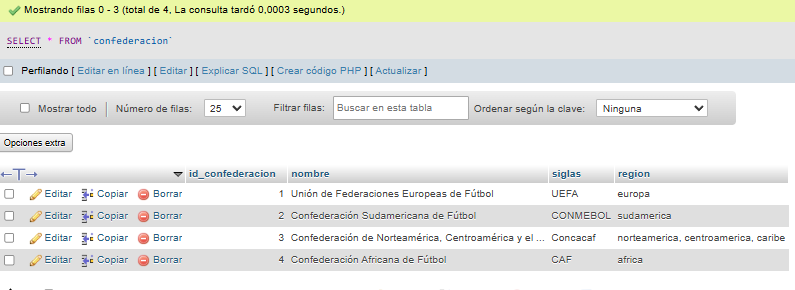 Mostrando filas 0 - 3 (total de 4, La consulta tardó 0,0003 segundos.)
SELECT * FROM `confederacion`
Perfilando [ Editar en línea ] [ Editar ] [ Explicar SQL ] [ Crear código PHP ] [ Actualizar ]
Mostrar todo Número de filas: 25 Filtrar filas: Buscar en esta tabla Ordenar según la clave: Ninguna
Opciones extra
←T→ id_confederacion nombre siglas region
Editar Copiar Borrar 1 Unión de Federaciones Europeas de Fútbol UEFA europa
Editar Copiar Borrar 2 Confederación Sudamericana de Fútbol CONMEBOL sudamerica
Editar Copiar Borrar 3 Confederación de Norteamérica, Centroamérica y el ... Concacaf norteamerica, centroamerica, caribe
Editar Copiar Borrar 4 Confederación Africana de Fútbol CAF africa